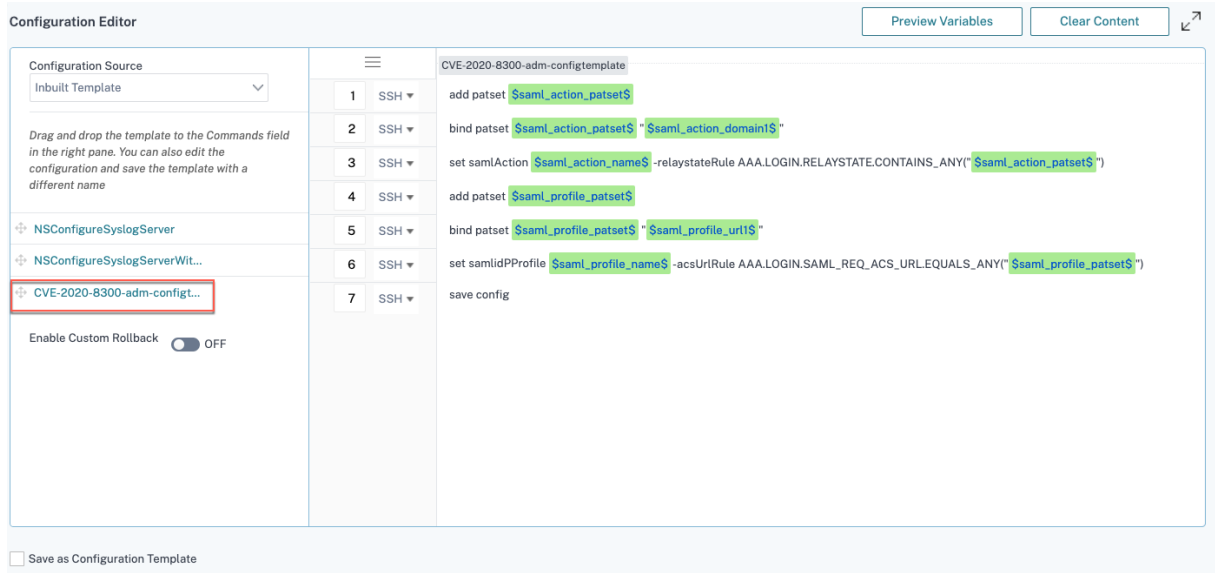 Configuration Editor
Preview Variables
Clear Content
Configuration Source
Inbuilt Template
Drag and drop the template to the Commands field
in the right pane. You can also edit the
configuration and save the template with a
different name
NSConfigureSyslogServer
NSConfigureSyslogServerWit...
CVE-2020-8300-adm-configt...
Enable Custom Rollback OFF
CVE-2020-8300-adm-configtemplate
1 SSH add patset $saml_action_patset$
2 SSH bind patset $saml_action_patset$ "$saml_action_domain1$"
3 SSH set samlAction $saml_action_name$ -relaystateRule AAA.LOGIN.RELAYSTATE.CONTAINS_ANY("$saml_action_patset$")
4 SSH add patset $saml_profile_patset$
5 SSH bind patset $saml_profile_patset$ "$saml_profile_url1$"
6 SSH set samlidPProfile $saml_profile_name$ -acsUrlRule AAA.LOGIN.SAML_REQ_ACS_URL.EQUALS_ANY("$saml_profile_patset$")
7 SSH save config
Save as Configuration Template